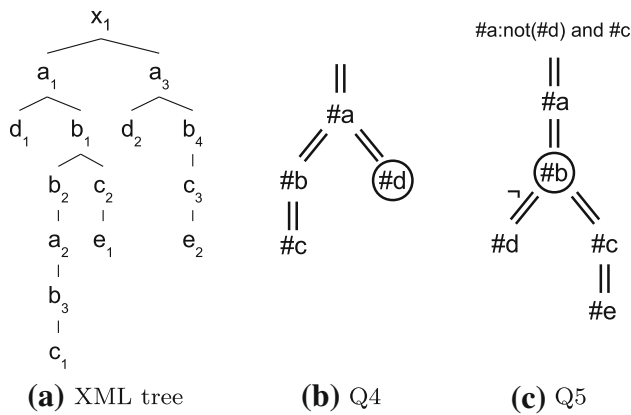 x1
a1 a3
d1 b1 d2 b4
b2 c2 c3
a2 e1 e2
b3
c1
(a) XML tree
#a
#b #d
#c
(b) Q4
#a:not(#d) and #c
#a
#b
¬
#d #c
#e
(c) Q5